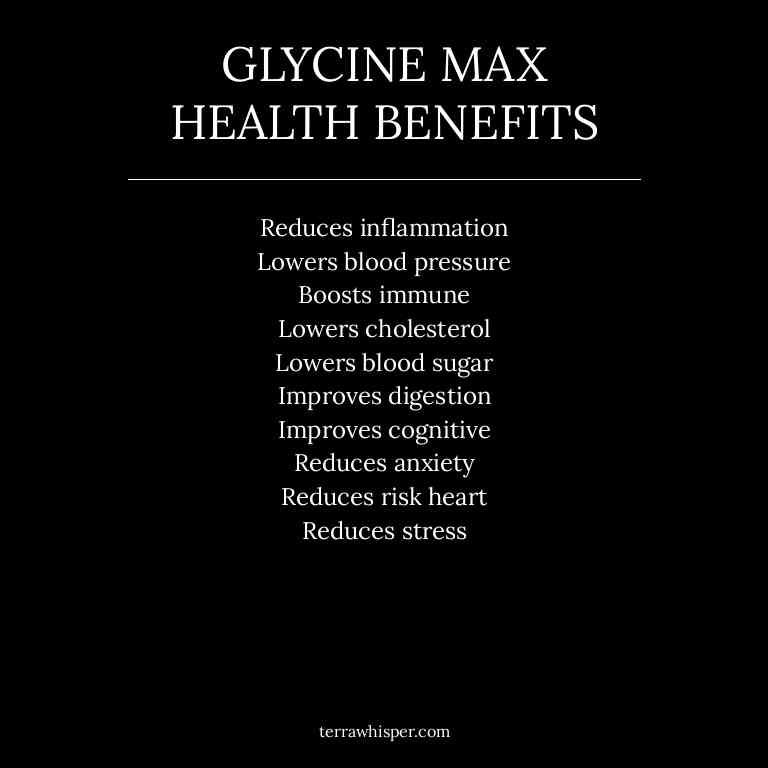 GLYCINE MAX
HEALTH BENEFITS
Reduces inflammation
Lowers blood pressure
Boosts immune
Lowers cholesterol
Lowers blood sugar
Improves digestion
Improves cognitive
Reduces anxiety
Reduces risk heart
Reduces stress
terrawhisper.com